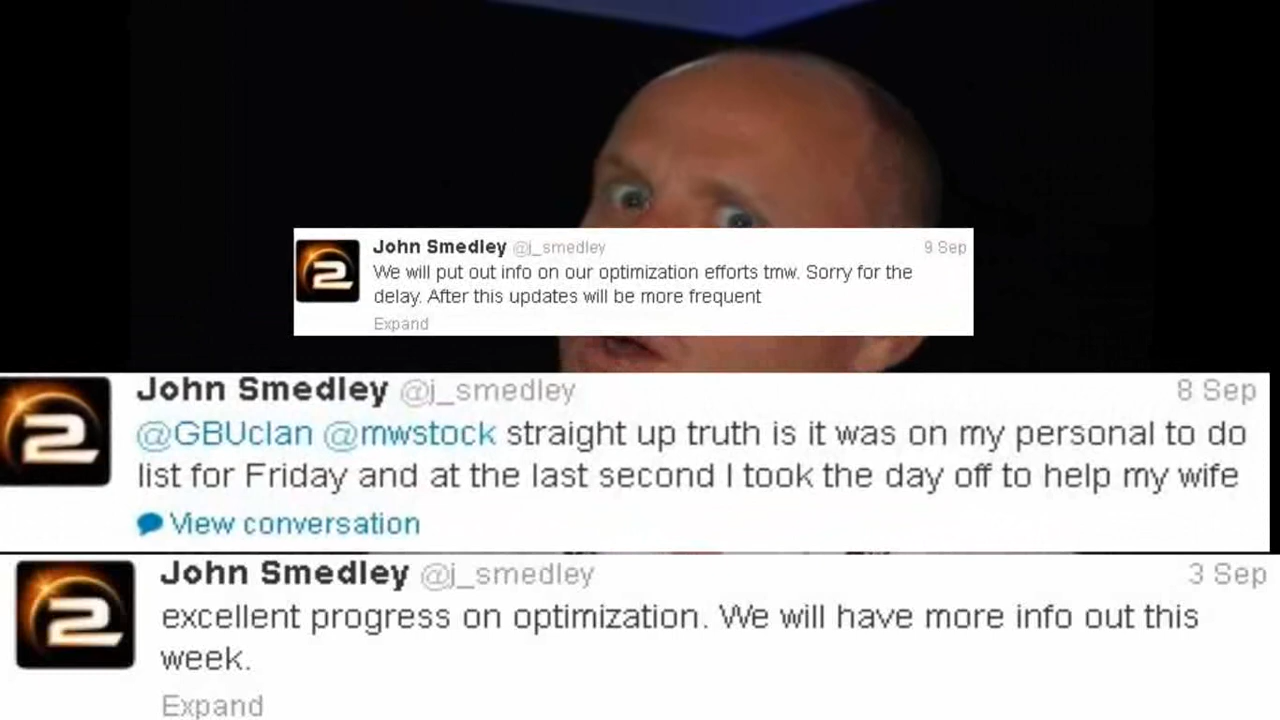 John Smedley @j_smedley 9 Sep
We will put out info on our optimization efforts tmw. Sorry for the
delay. After this updates will be more frequent
Expand
John Smedley @j_smedley 8 Sep
@GBUclan @mwstock straight up truth is it was on my personal to do
list for Friday and at the last second I took the day off to help my wife
View conversation
John Smedley @j_smedley 3 Sep
excellent progress on optimization. We will have more info out this
week.
Expand
2
2
2